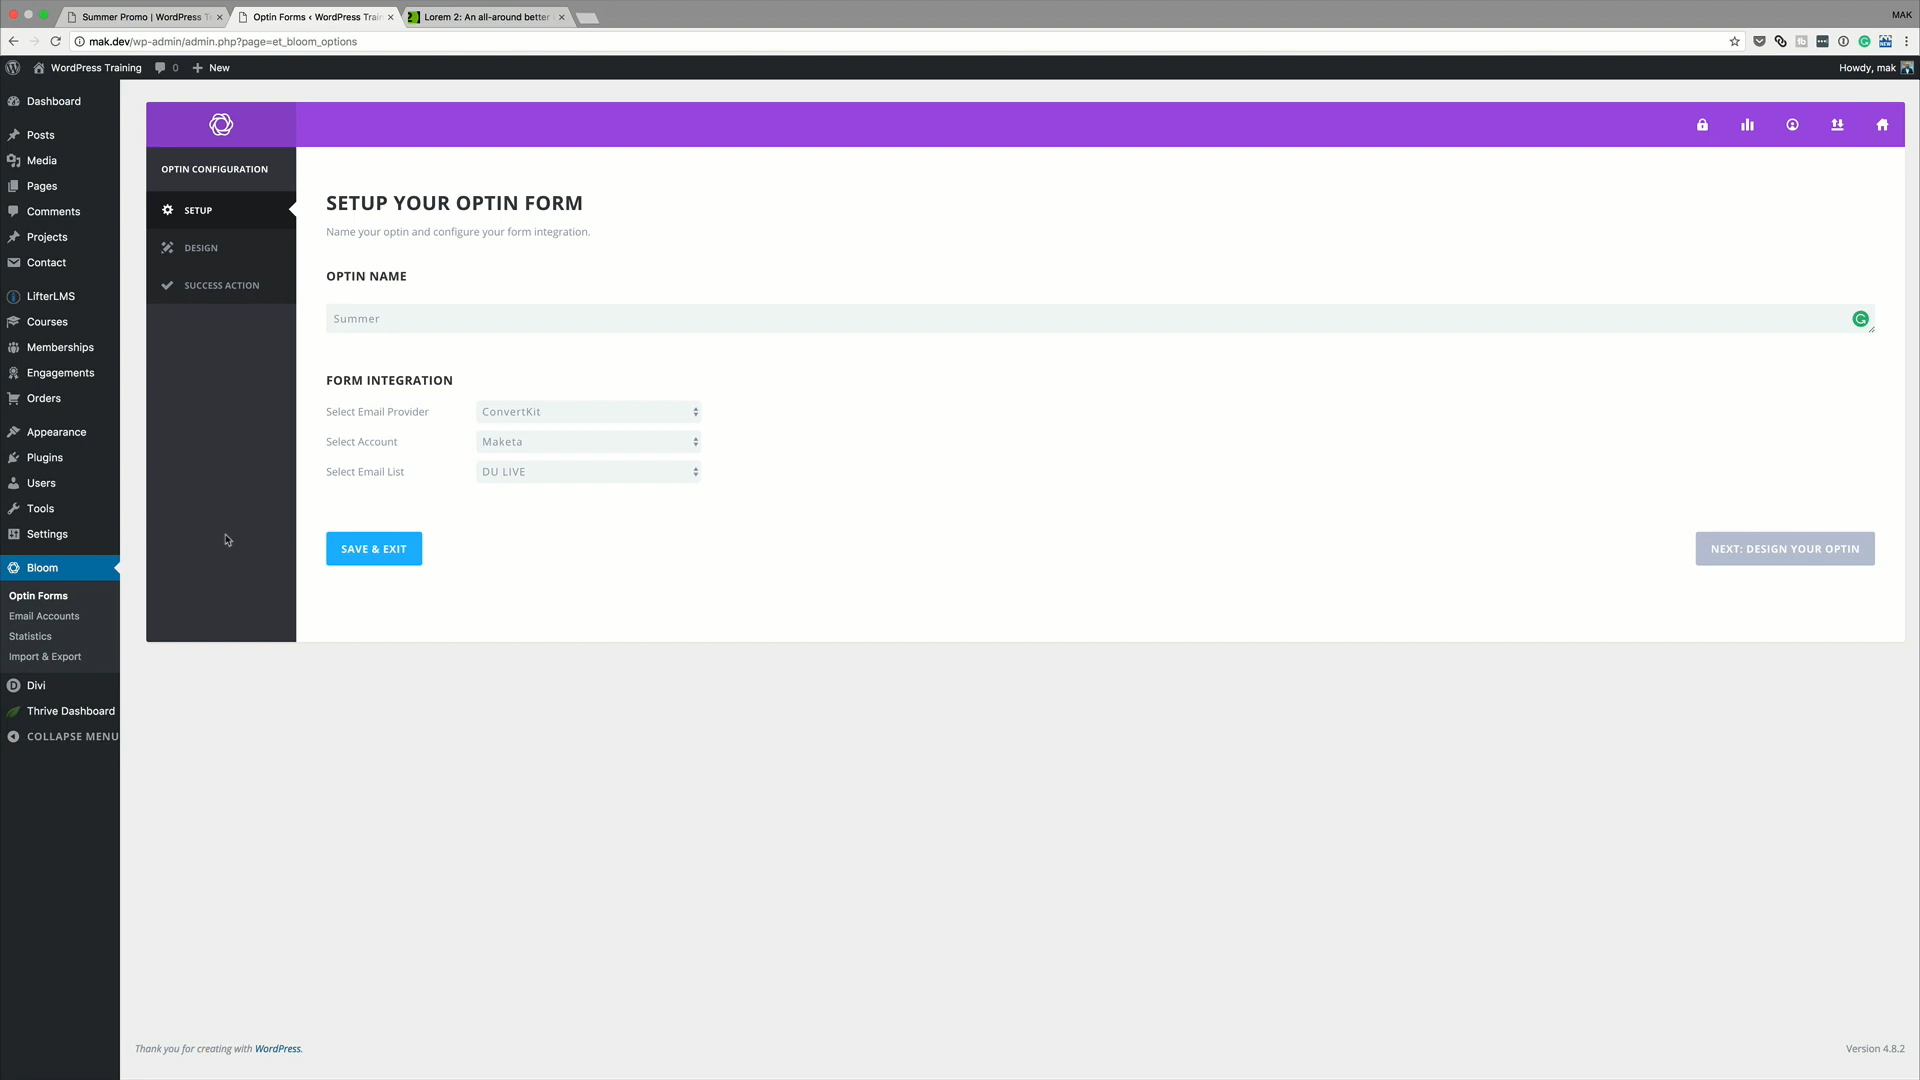 Summer Promo | WordPress T
Optin Forms ‹ WordPress Train
Lorem 2: An all-around better
MAK
mak.dev/wp-admin/admin.php?page=et_bloom_options
WordPress Training
0
New
Howdy, mak
Dashboard
Posts
Media
Pages
Comments
Projects
Contact
LifterLMS
Courses
Memberships
Engagements
Orders
Appearance
Plugins
Users
Tools
Settings
Bloom
Optin Forms
Email Accounts
Statistics
Import & Export
Divi
Thrive Dashboard
COLLAPSE MENU
OPTIN CONFIGURATION
SETUP
DESIGN
SUCCESS ACTION
SETUP YOUR OPTIN FORM
Name your optin and configure your form integration.
OPTIN NAME
Summer
FORM INTEGRATION
Select Email Provider
ConvertKit
Select Account
Maketa
Select Email List
DU LIVE
SAVE & EXIT
NEXT: DESIGN YOUR OPTIN
Thank you for creating with WordPress.
Version 4.8.2